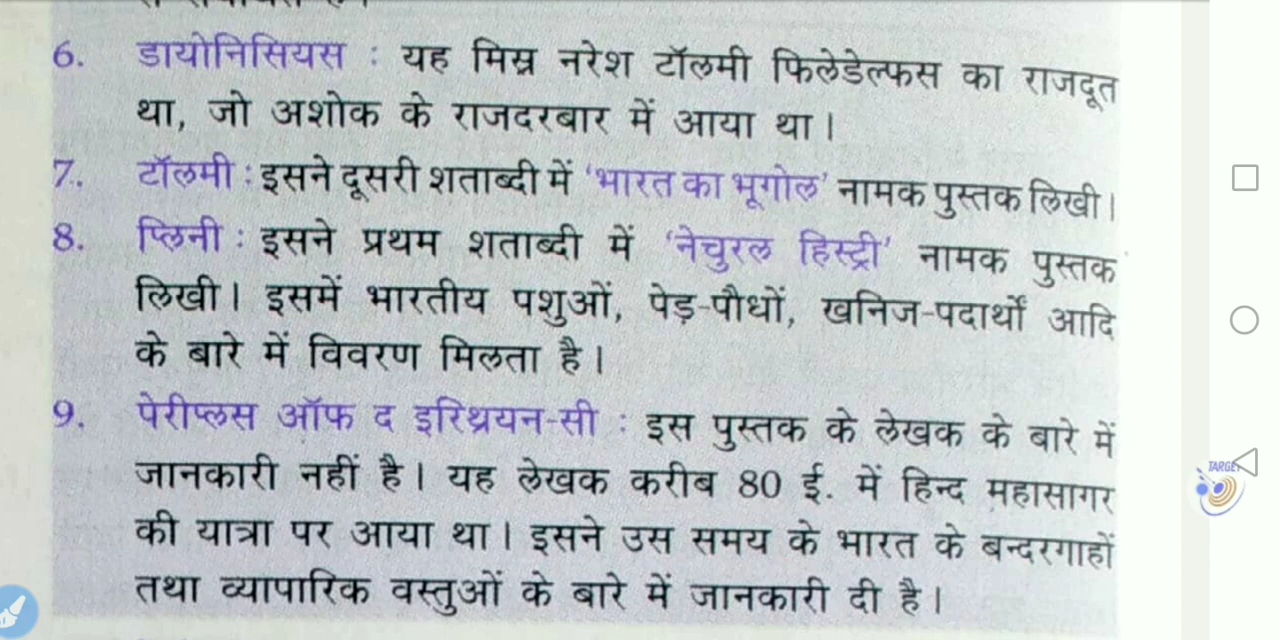 6. डायोनिसियस : यह मिस्र नरेश टॉलमी फिलेडेल्फस का राजदूत
था, जो अशोक के राजदरबार में आया था।
7. टॉलमी : इसने दूसरी शताब्दी में 'भारत का भूगोल' नामक पुस्तक लिखी।
8. प्लिनी : इसने प्रथम शताब्दी में 'नेचुरल हिस्ट्री' नामक पुस्तक
लिखी। इसमें भारतीय पशुओं, पेड़-पौधों, खनिज-पदार्थों आदि
के बारे में विवरण मिलता है।
9. पेरीप्लस ऑफ द इरिथ्रियन-सी : इस पुस्तक के लेखक के बारे में
जानकारी नहीं है। यह लेखक करीब 80 ई. में हिन्द महासागर
की यात्रा पर आया था। इसने उस समय के भारत के बन्दरगाहों
तथा व्यापारिक वस्तुओं के बारे में जानकारी दी है।
TARGET